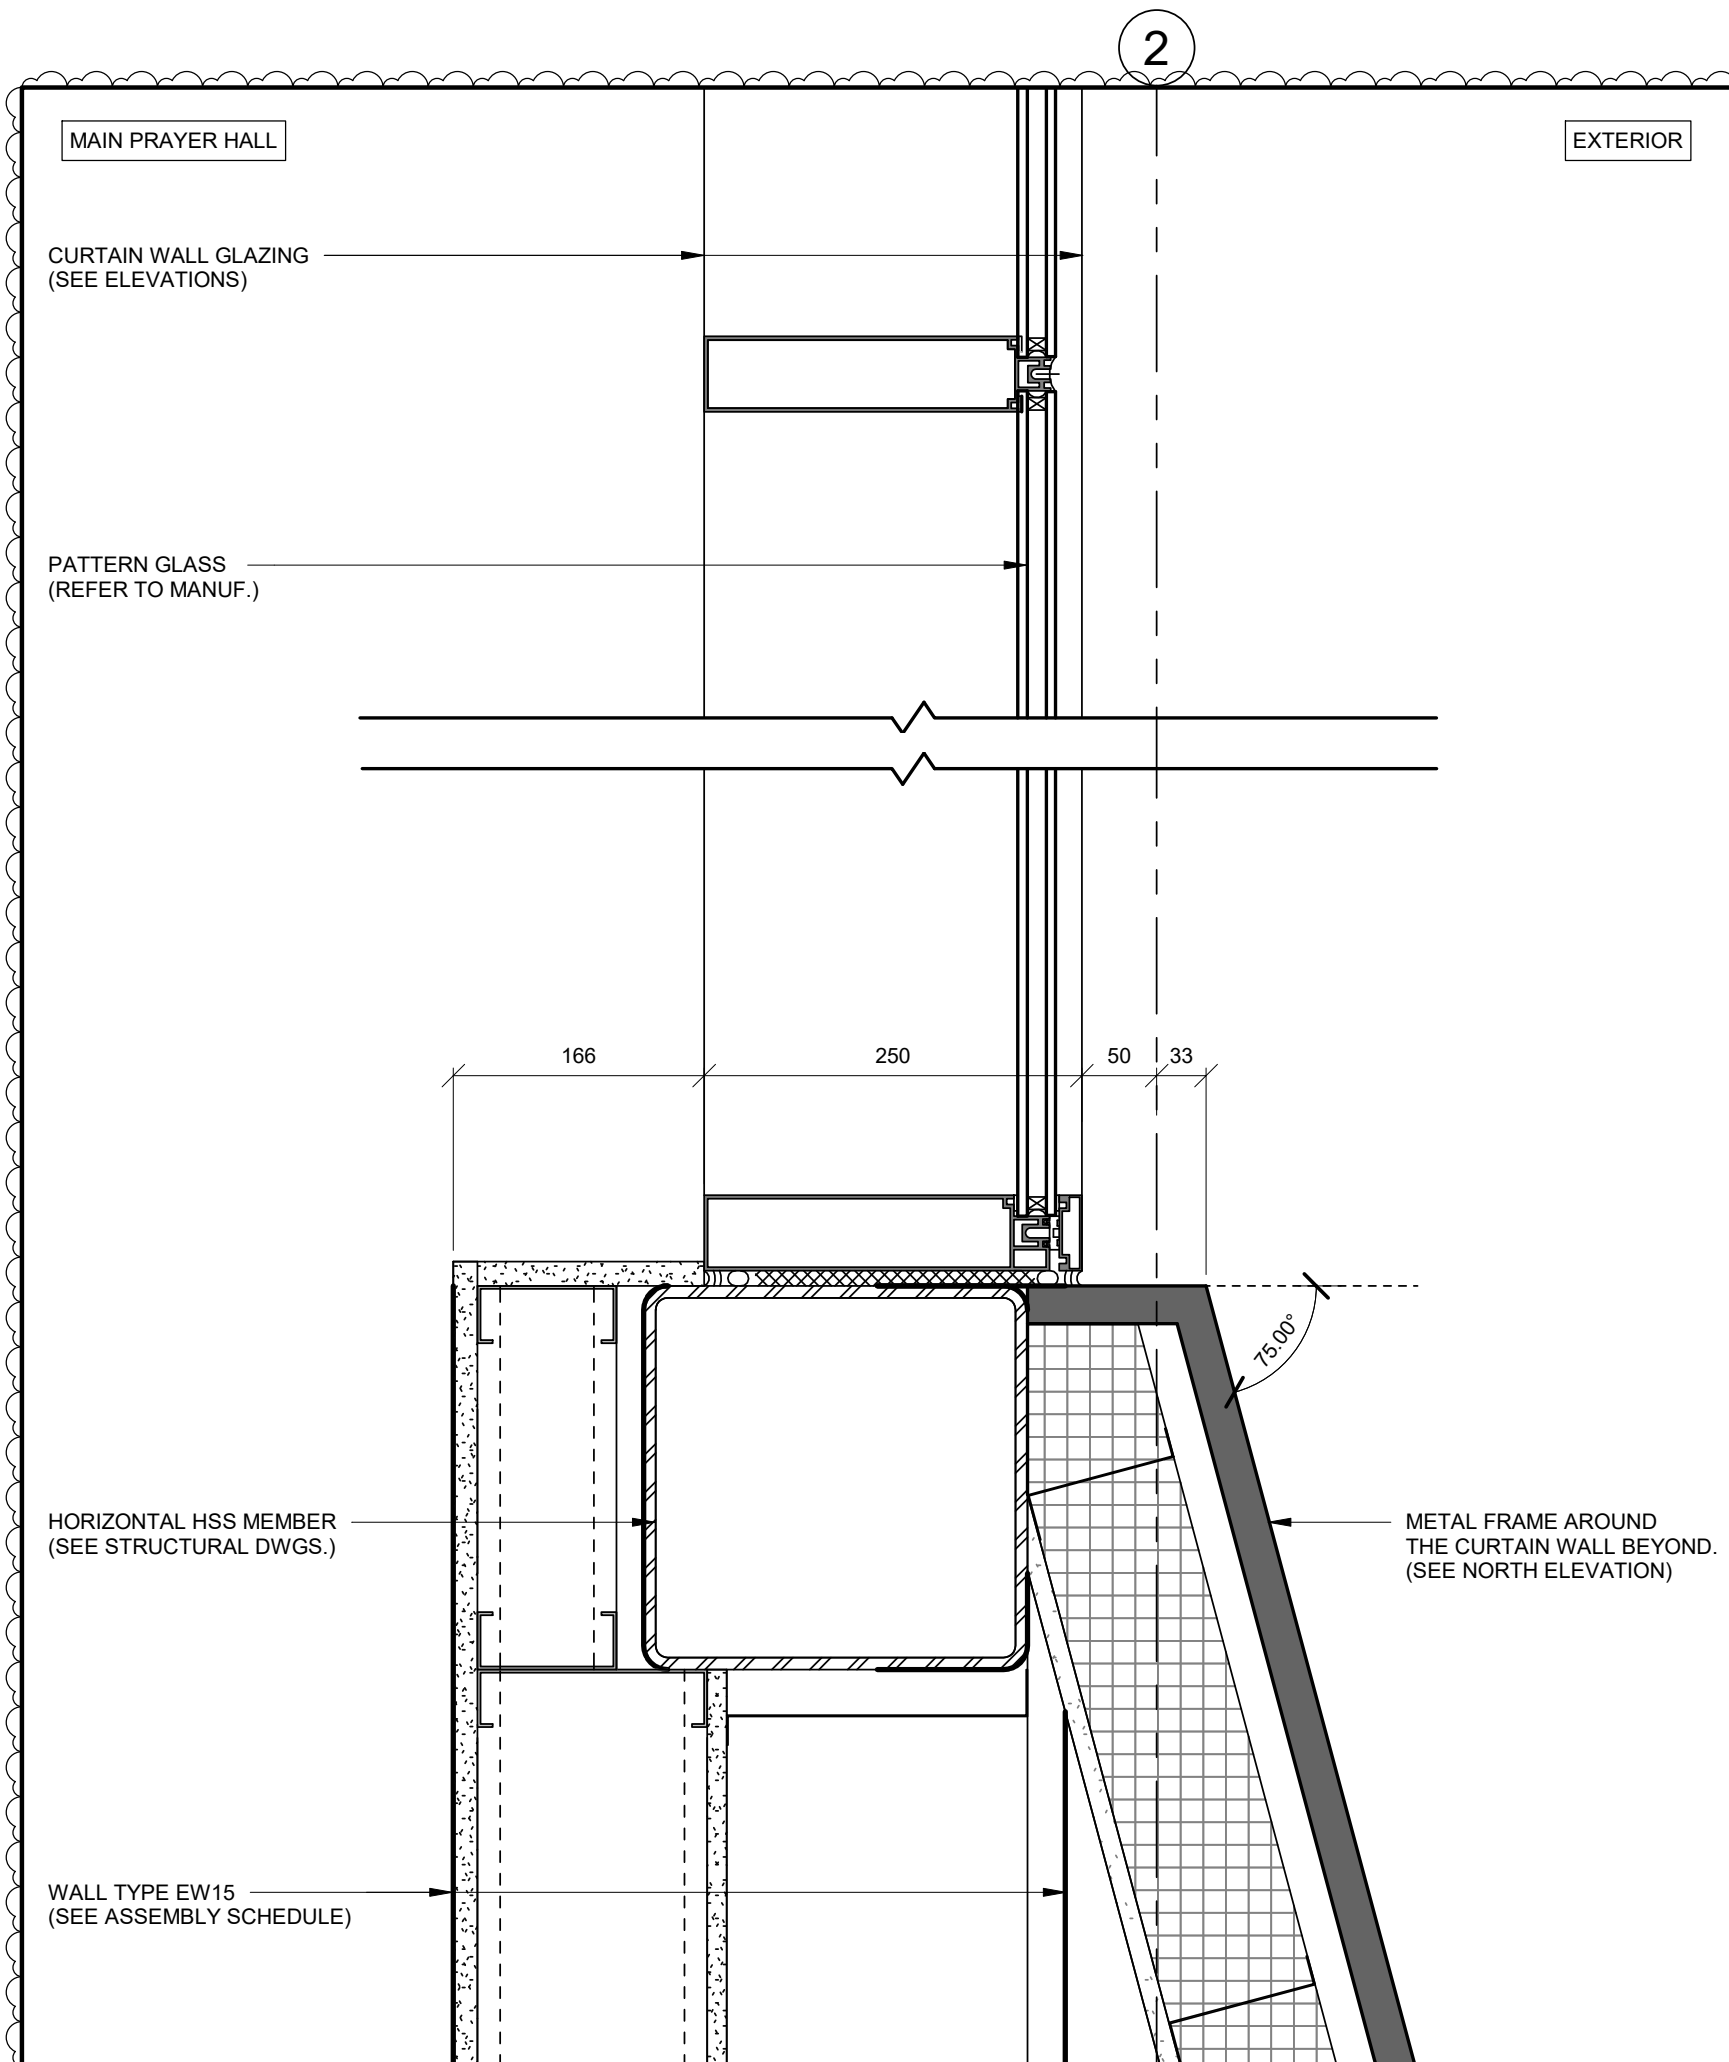 2
MAIN PRAYER HALL
EXTERIOR
CURTAIN WALL GLAZING
(SEE ELEVATIONS)
PATTERN GLASS
(REFER TO MANUF.)
166
250
50
33
75.00°
HORIZONTAL HSS MEMBER
(SEE STRUCTURAL DWGS.)
METAL FRAME AROUND
THE CURTAIN WALL BEYOND.
(SEE NORTH ELEVATION)
WALL TYPE EW15
(SEE ASSEMBLY SCHEDULE)